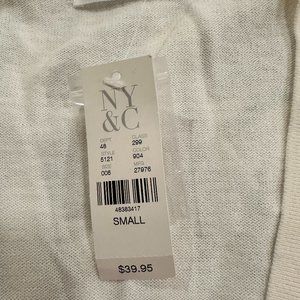 NY
&C
DEPT CLASS
48 299
STYLE COLOR
5121 904
SIZE MFG
006 27976
48383417
SMALL
$39.95